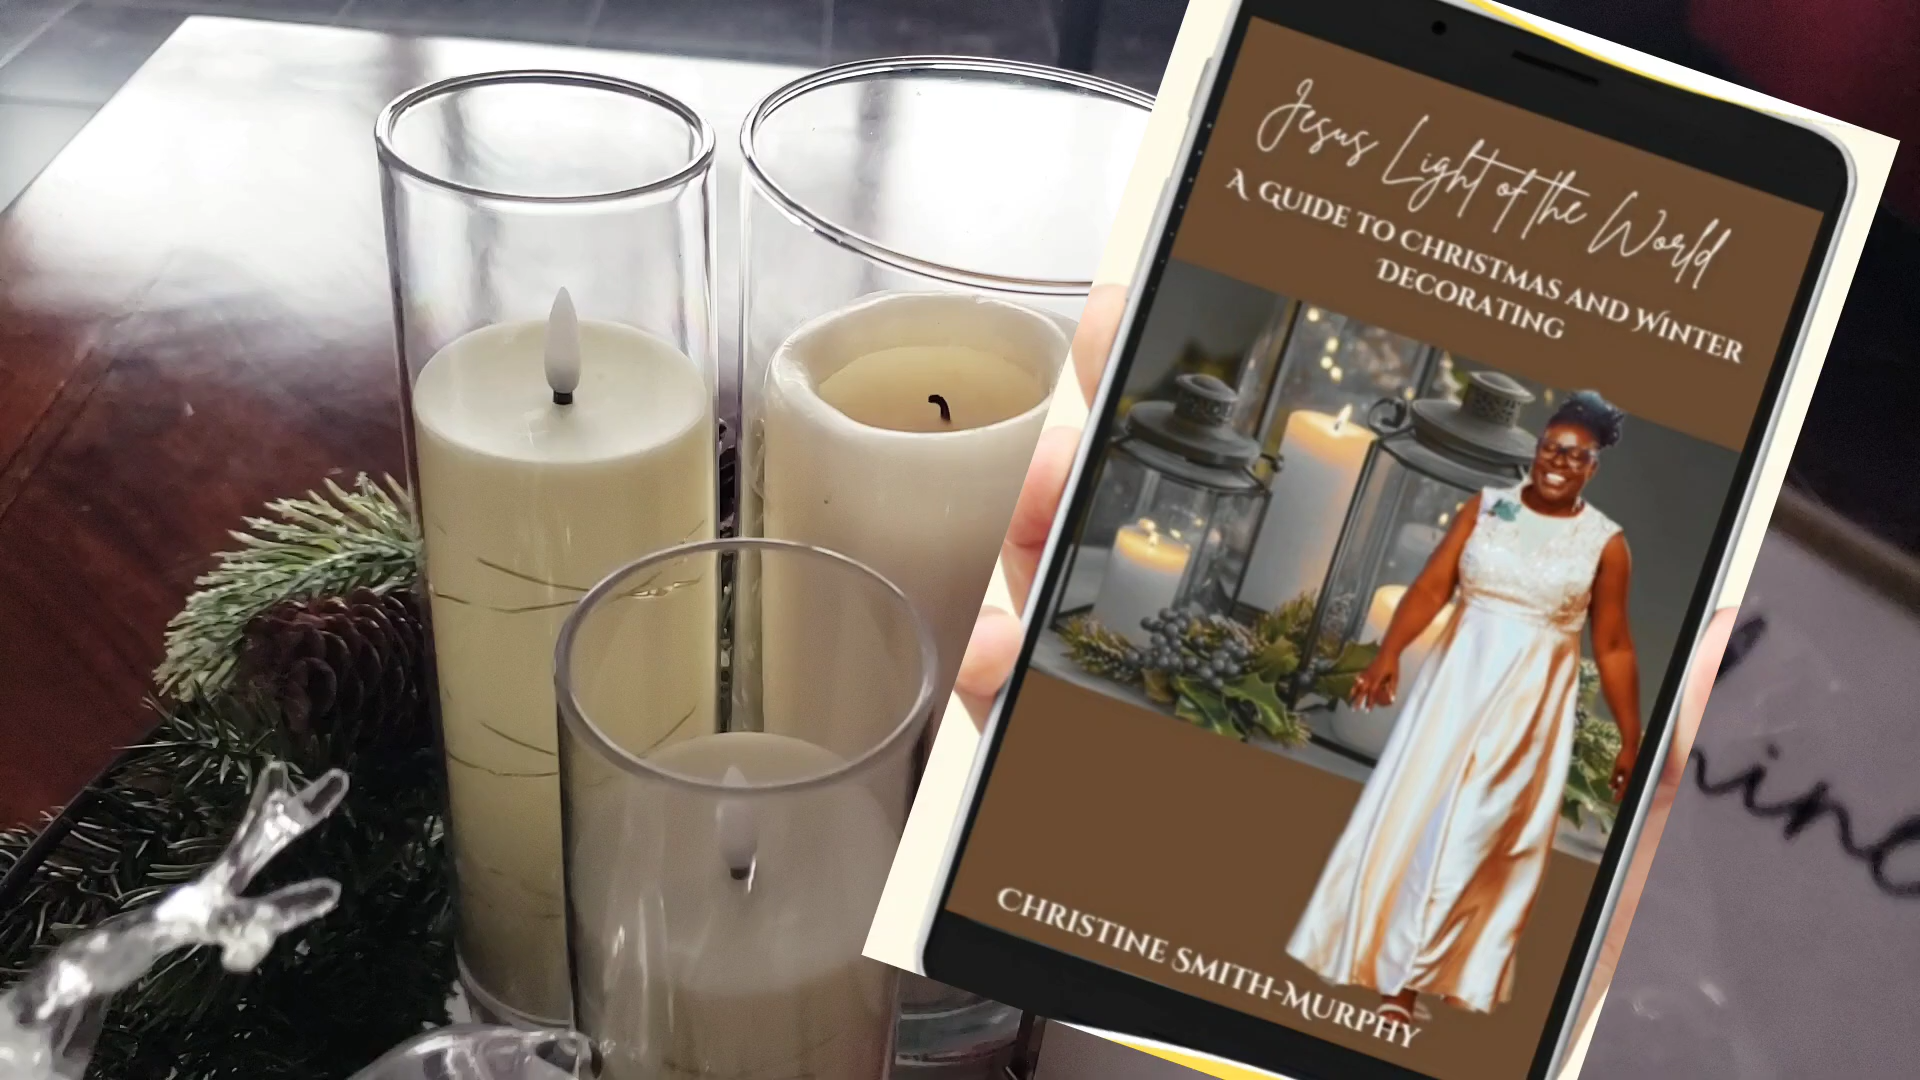 Jesus Light of the World
A Guide to Christmas and Winter
Decorating
Christine Smith-Murphy